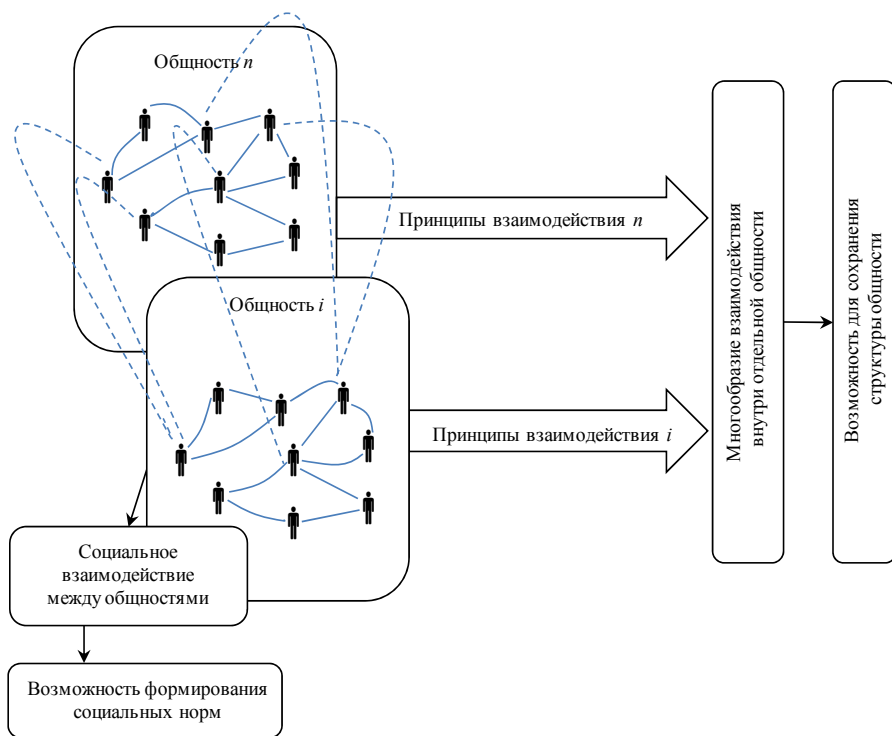 Общность n
Принципы взаимодействия n
Общность i
Принципы взаимодействия i
Многообразие взаимодействия
внутри отдельной общности
Возможность для сохранения
структуры общности
Социальное
взаимодействие
между общностями
Возможность формирования
социальных норм